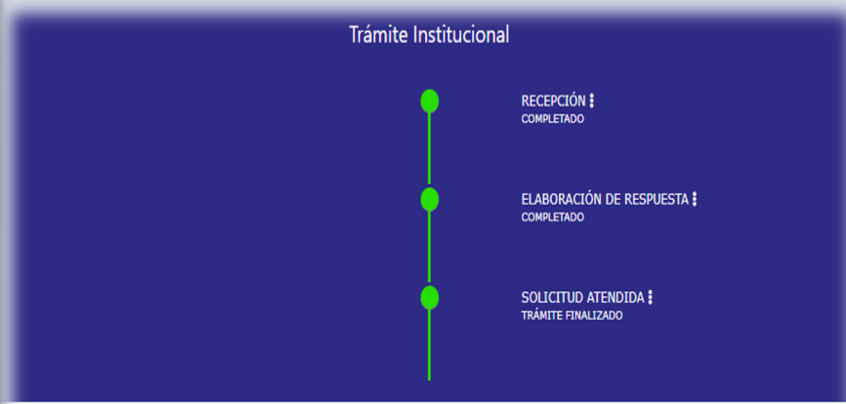 Trámite Institucional
RECEPCIÓN
COMPLETADO
ELABORACIÓN DE RESPUESTA
COMPLETADO
SOLICITUD ATENDIDA
TRÁMITE FINALIZADO